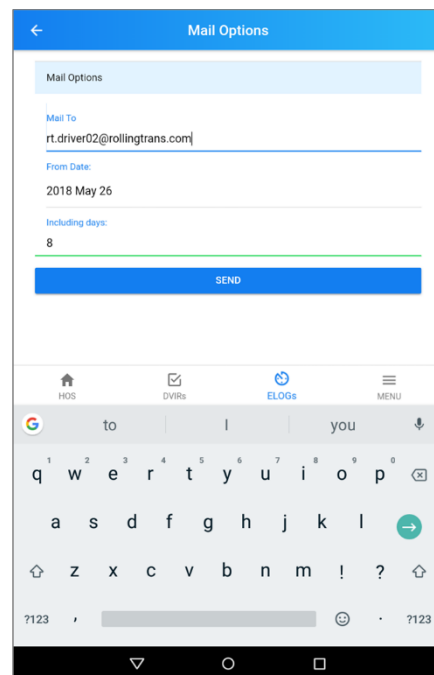 Mail Options
Mail Options
Mail To
rt.driver02@rollingtrans.com
From Date:
2018 May 26
Including days:
8
SEND
HOS DVIRs ELOGs MENU
G to I you
1 2 3 4 5 6 7 8 9 0
q w e r t y u i o p
a s d f g h j k l
z x c v b n m ! ?
?123 , . ?123